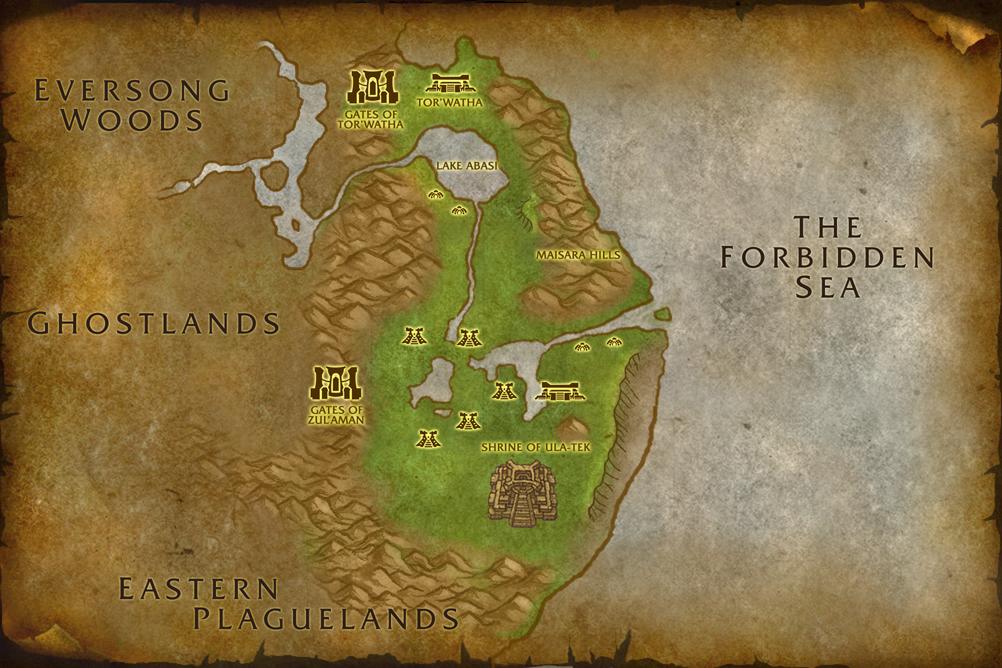 EVERSONG
WOODS
GATES OF
TOR'WATHA
TOR'WATHA
LAKE ABASI
MAISARA HILLS
THE
FORBIDDEN
SEA
GHOSTLANDS
GATES OF
ZUL'AMAN
SHRINE OF ULA-TEK
EASTERN
PLAGUELANDS